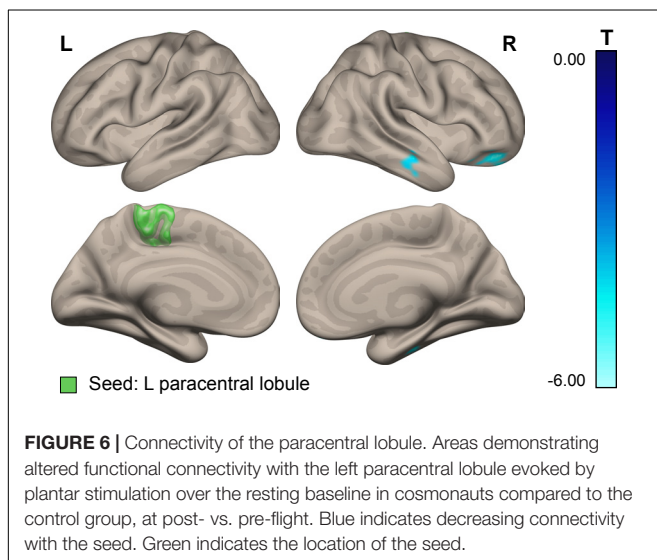 L
R
T
0.00
-6.00
Seed: L paracentral lobule
FIGURE 6 | Connectivity of the paracentral lobule. Areas demonstrating
altered functional connectivity with the left paracentral lobule evoked by
plantar stimulation over the resting baseline in cosmonauts compared to the
control group, at post- vs. pre-flight. Blue indicates decreasing connectivity
with the seed. Green indicates the location of the seed.